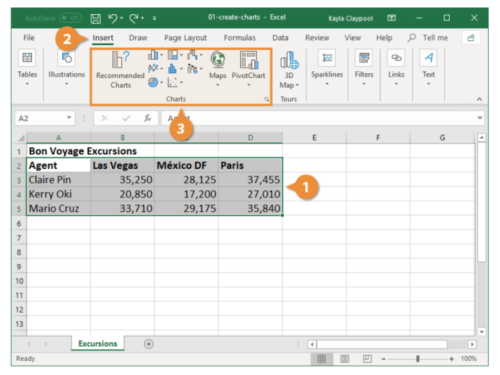 AutoSave Off 01-create-charts - Excel Kayla Claypool
File Insert Draw Page Layout Formulas Data Review View Help Tell me
2
Tables Illustrations Recommended Charts Maps PivotChart 3D Map Sparklines Filters Links Text
Charts Tours
3
A2 fx Agent
A B D E F G
1 Bon Voyage Excursions
2 Agent Las Vegas México DF Paris
3 Claire Pin 35,250 28,125 37,455
1
4 Kerry Oki 20,850 17,200 27,010
5 Mario Cruz 33,710 29,175 35,840
6
7
8
9
10
11
12
13
Excursions
Ready 100%